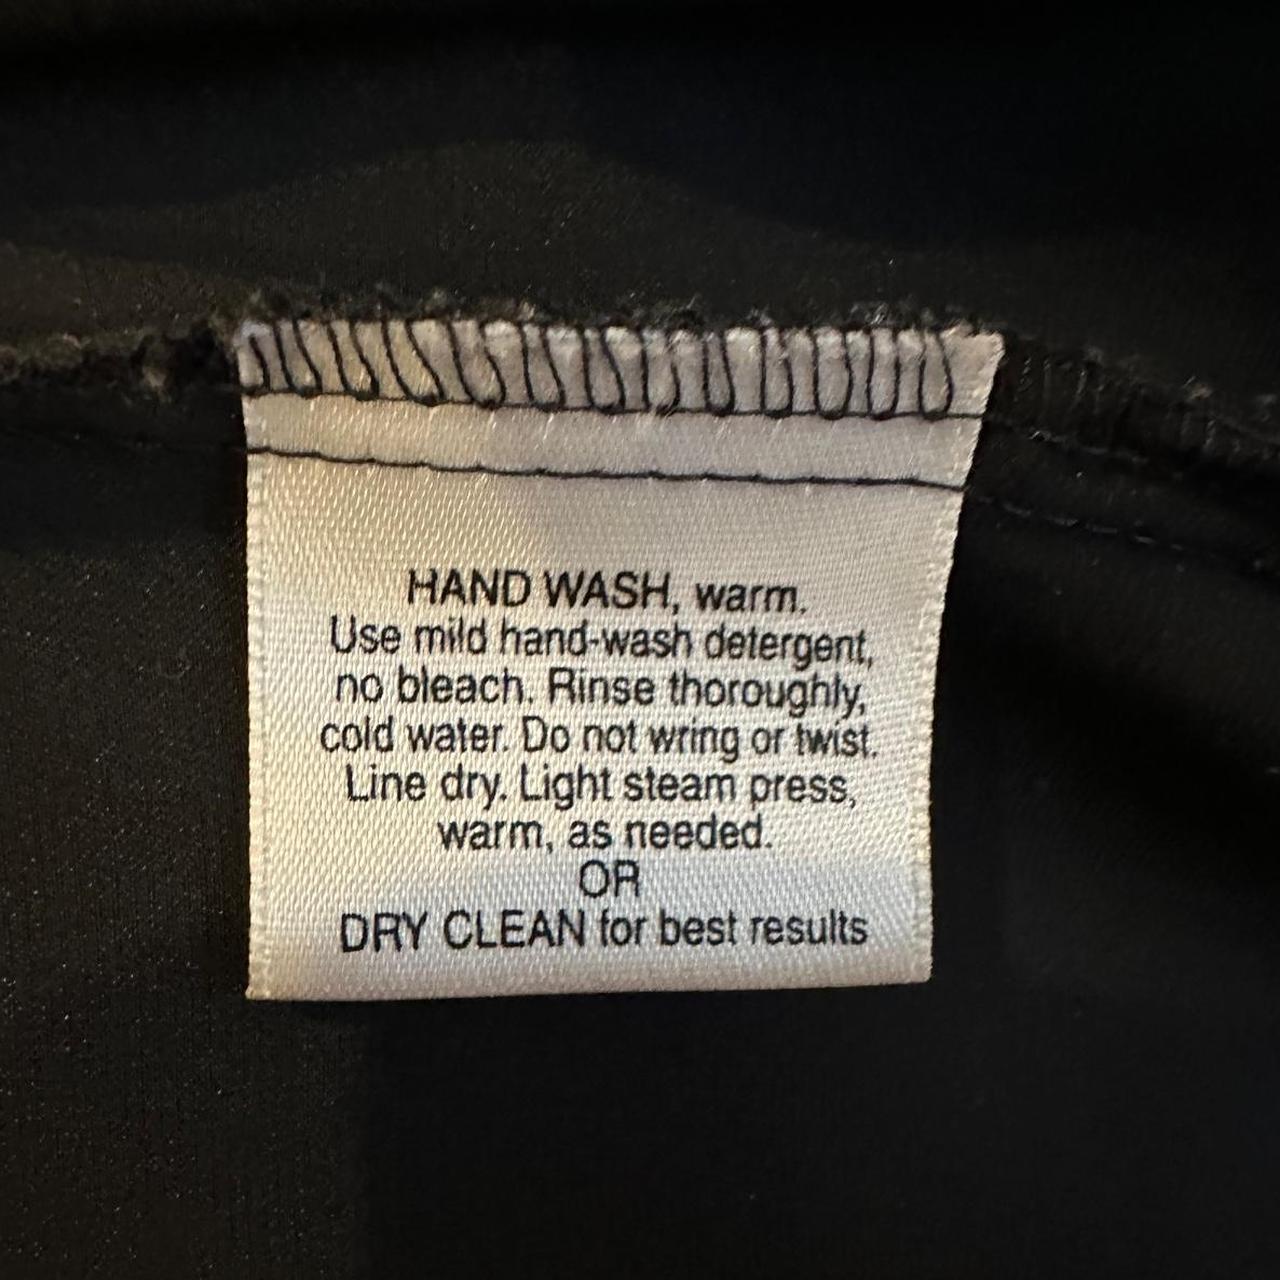 HAND WASH, warm.
Use mild hand-wash detergent,
no bleach. Rinse thoroughly,
cold water. Do not wring or twist.
Line dry. Light steam press,
warm, as needed.
OR
DRY CLEAN for best results